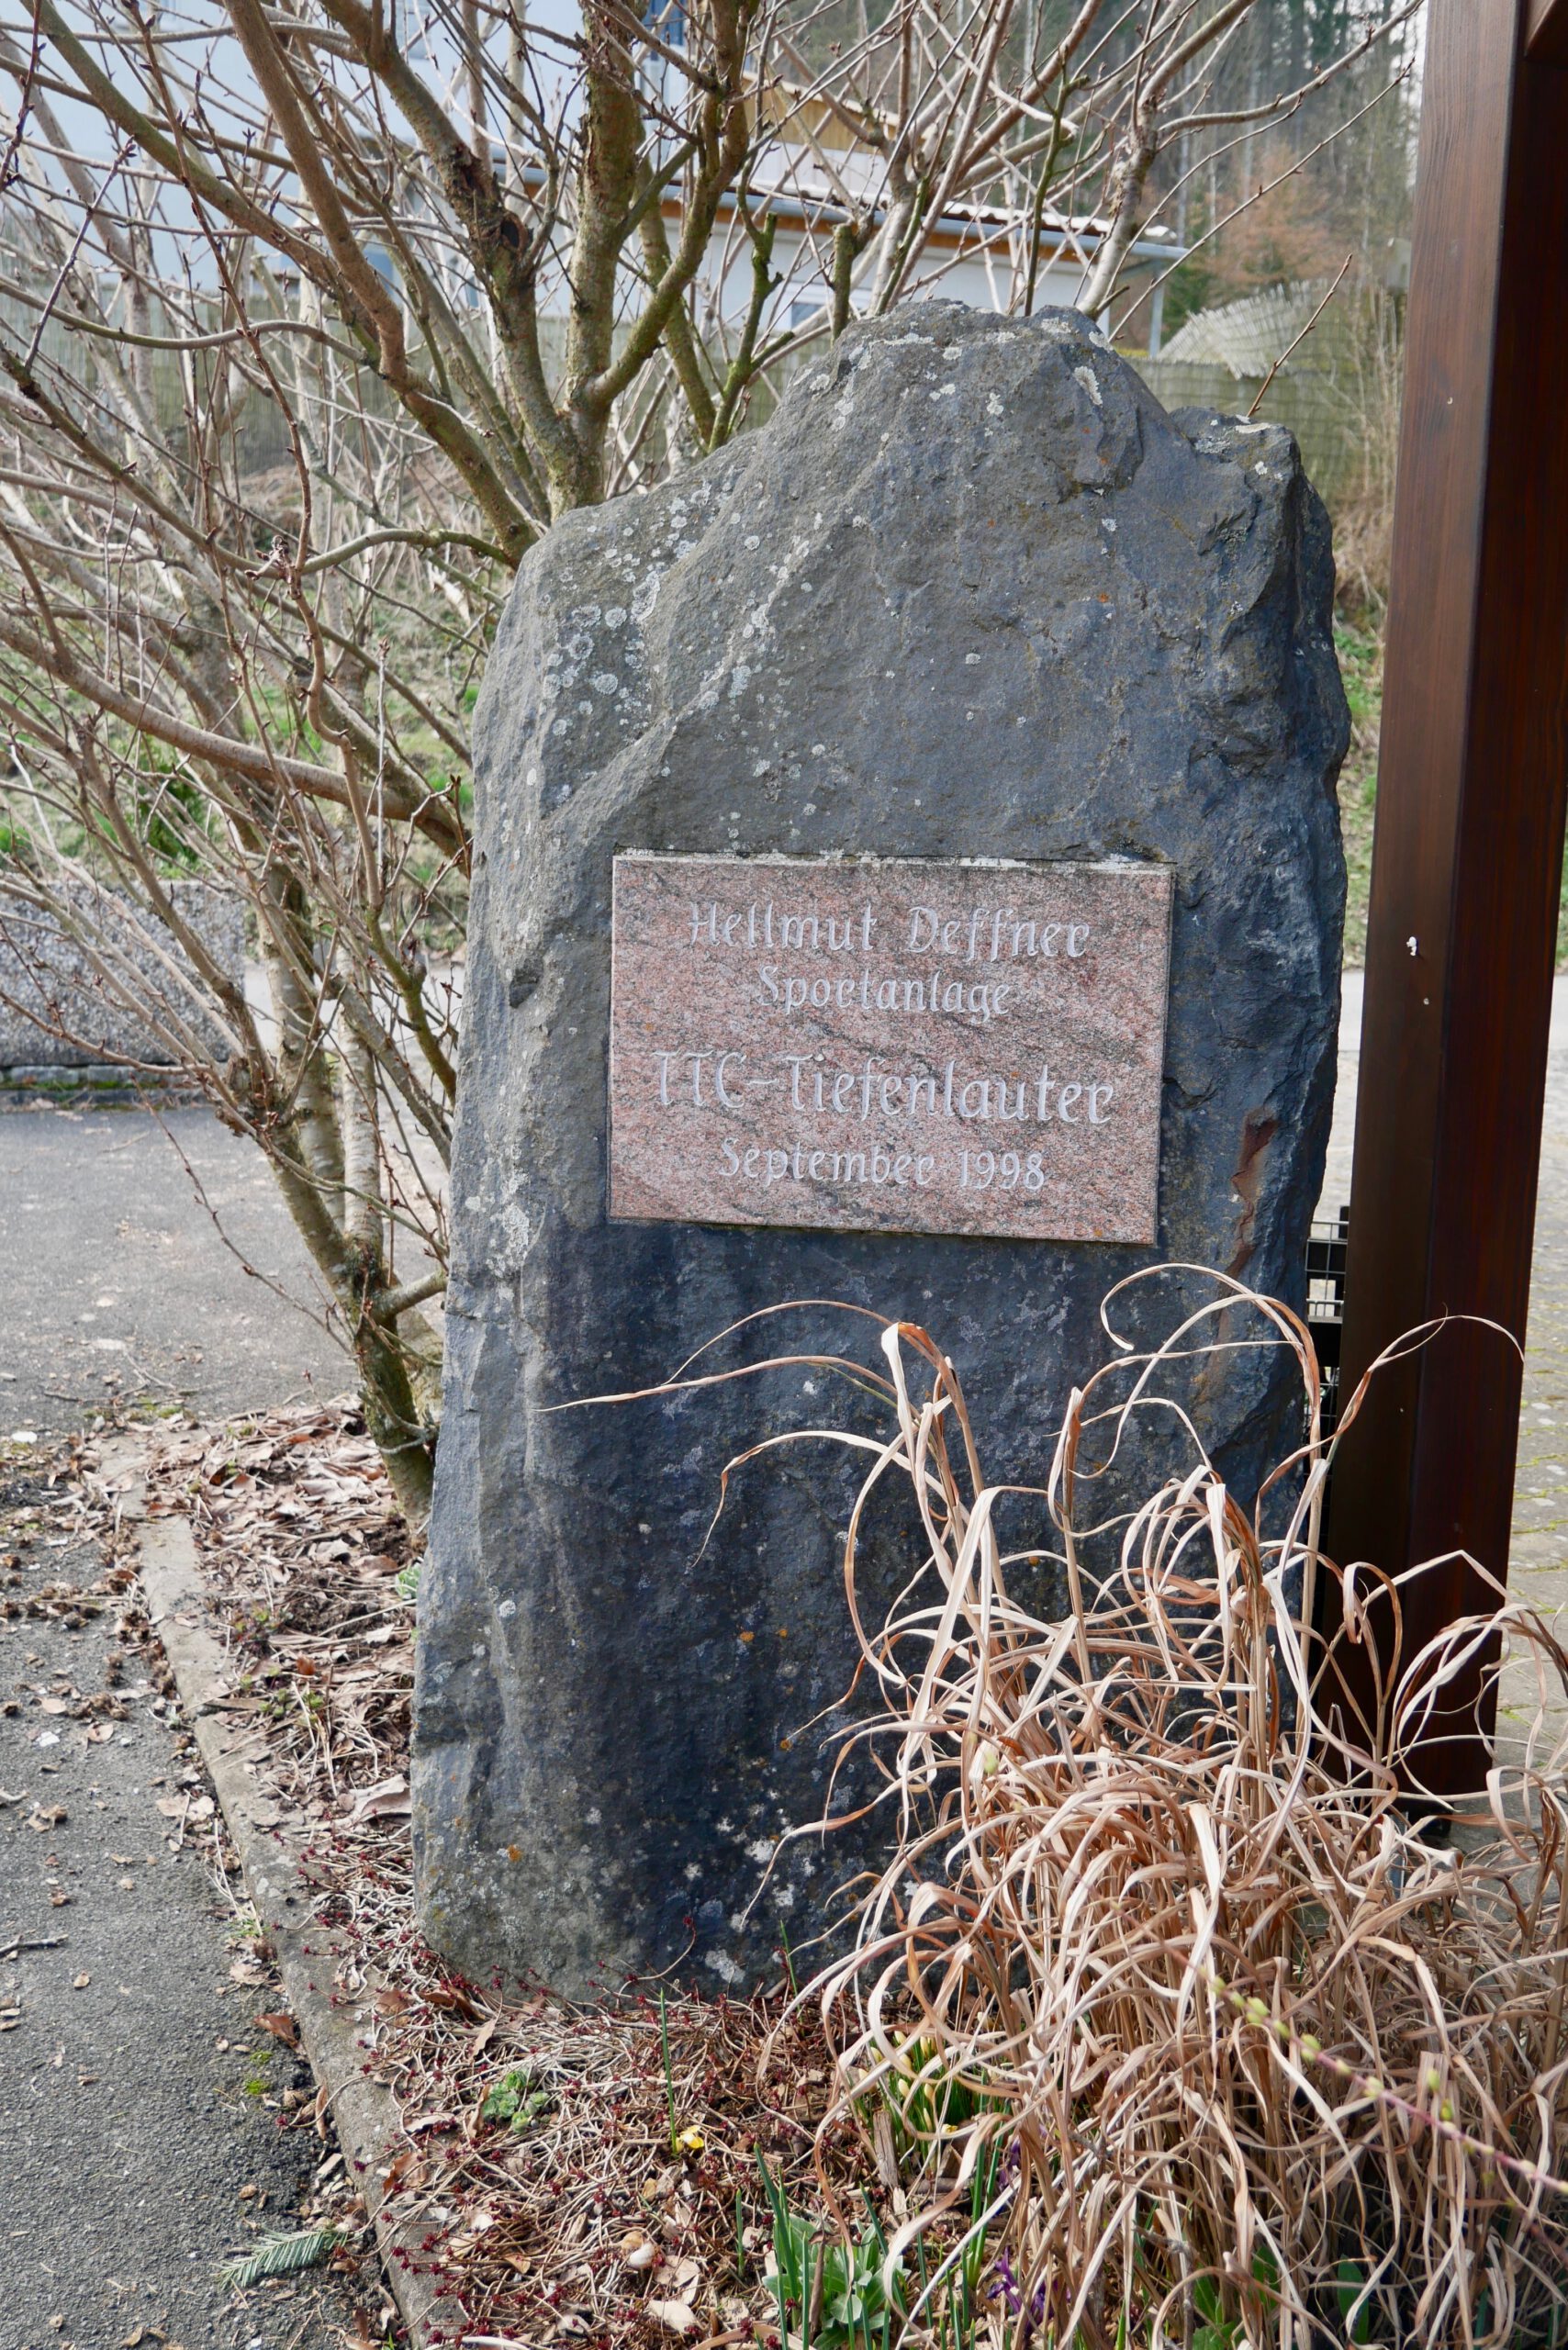 Hellmut Deffner
Sportanlage
TTC-Tiefenlauter
September 1998